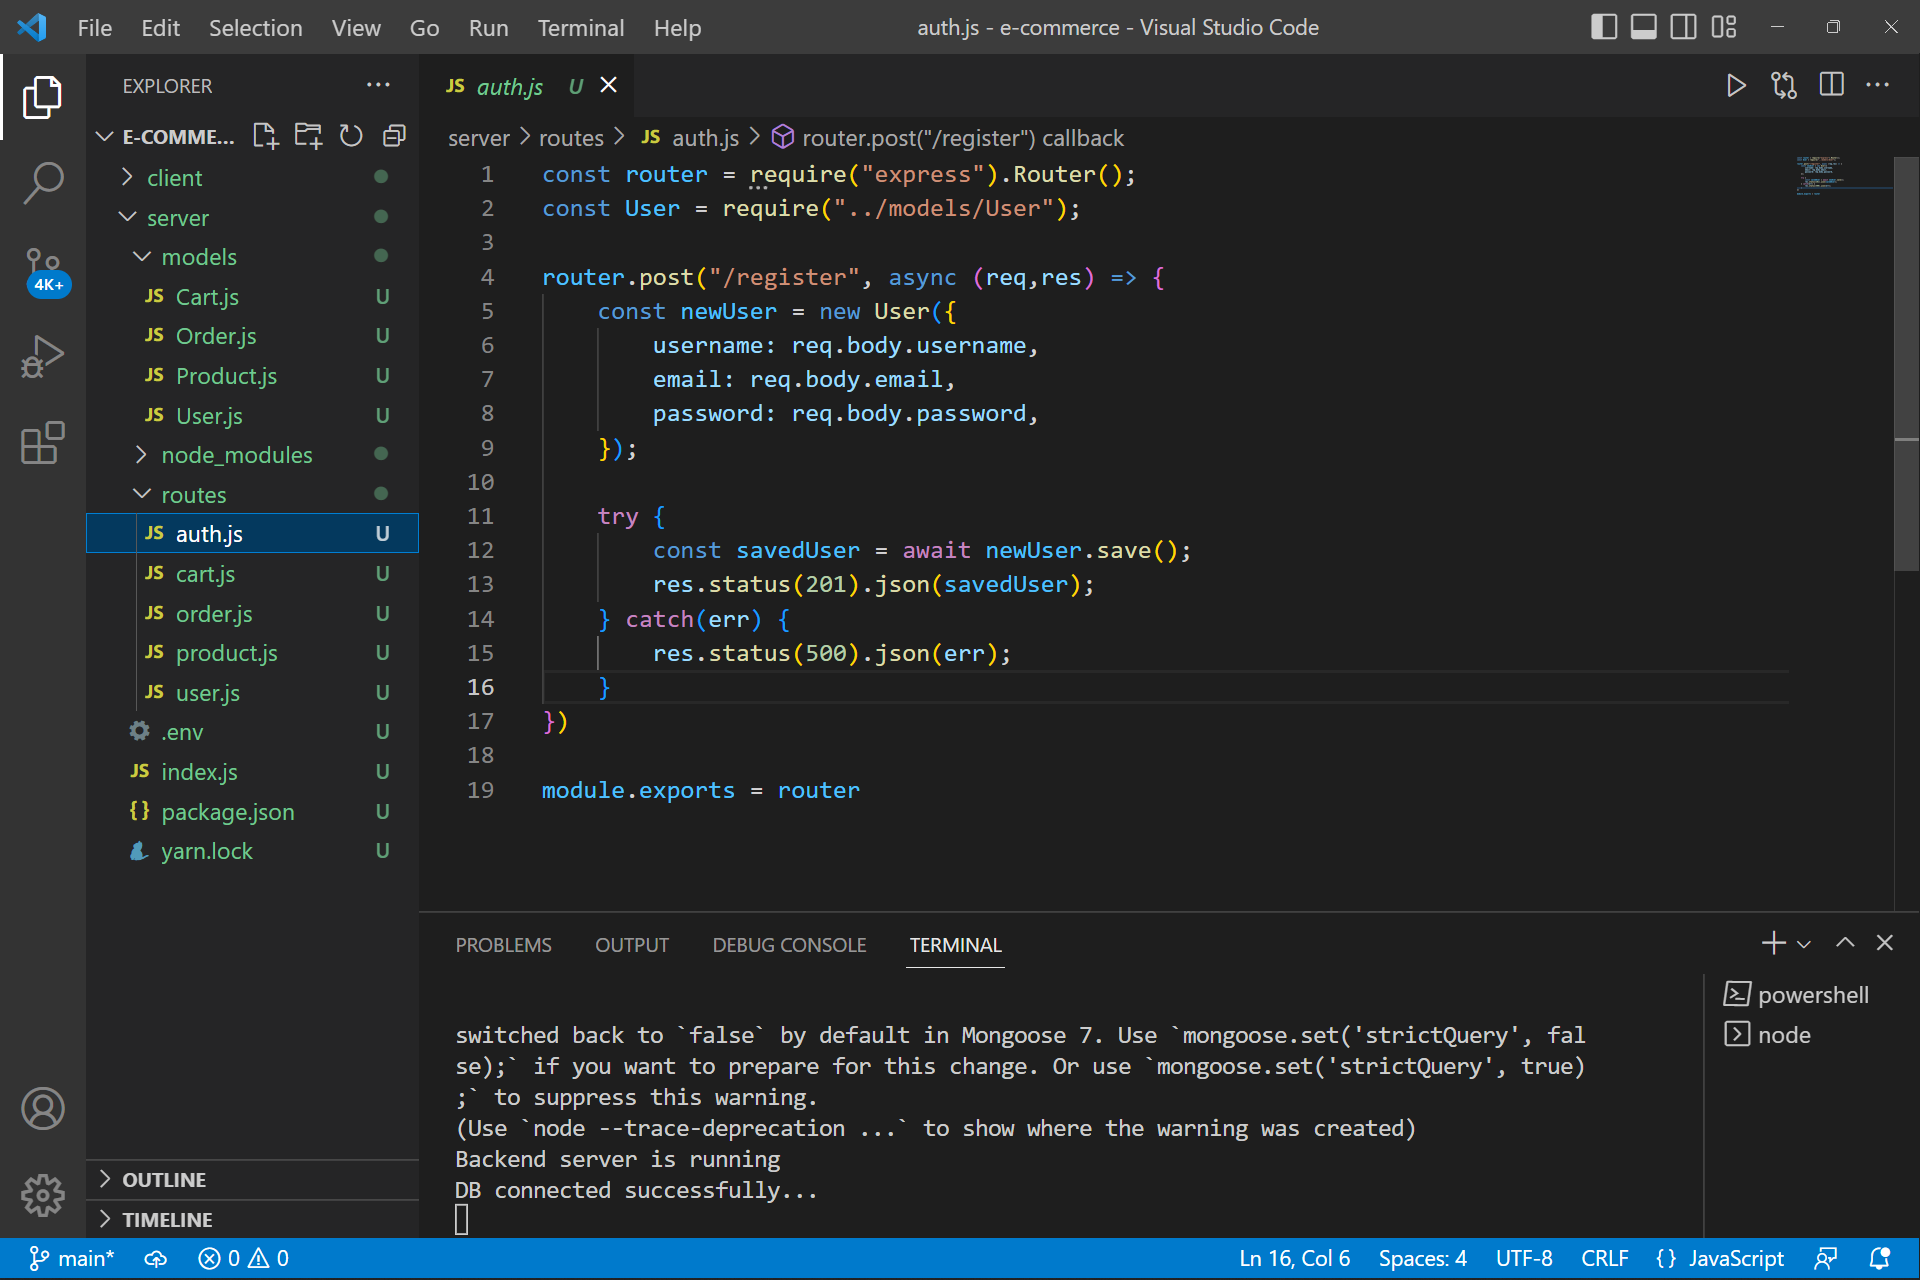 File Edit Selection View Go Run Terminal Help
auth.js - e-commerce - Visual Studio Code
EXPLORER
E-COMME...
client
server
models
JS Cart.js U
JS Order.js U
JS Product.js U
JS User.js U
node_modules
routes
JS auth.js U
JS cart.js U
JS order.js U
JS product.js U
JS user.js U
.env U
JS index.js U
{} package.json U
yarn.lock U
OUTLINE
TIMELINE
4K+
JS auth.js U
server > routes > JS auth.js > router.post("/register") callback
1 const router = require("express").Router();
2 const User = require("../models/User");
3
4 router.post("/register", async (req,res) => {
5 const newUser = new User({
6 username: req.body.username,
7 email: req.body.email,
8 password: req.body.password,
9 });
10
11 try {
12 const savedUser = await newUser.save();
13 res.status(201).json(savedUser);
14 } catch(err) {
15 res.status(500).json(err);
16 }
17 })
18
19 module.exports = router
PROBLEMS OUTPUT DEBUG CONSOLE TERMINAL
switched back to `false` by default in Mongoose 7. Use `mongoose.set('strictQuery', fal
se);` if you want to prepare for this change. Or use `mongoose.set('strictQuery', true)
;` to suppress this warning.
(Use `node --trace-deprecation ...` to show where the warning was created)
Backend server is running
DB connected successfully...
powershell
node
main* 0 0
Ln 16, Col 6 Spaces: 4 UTF-8 CRLF {} JavaScript